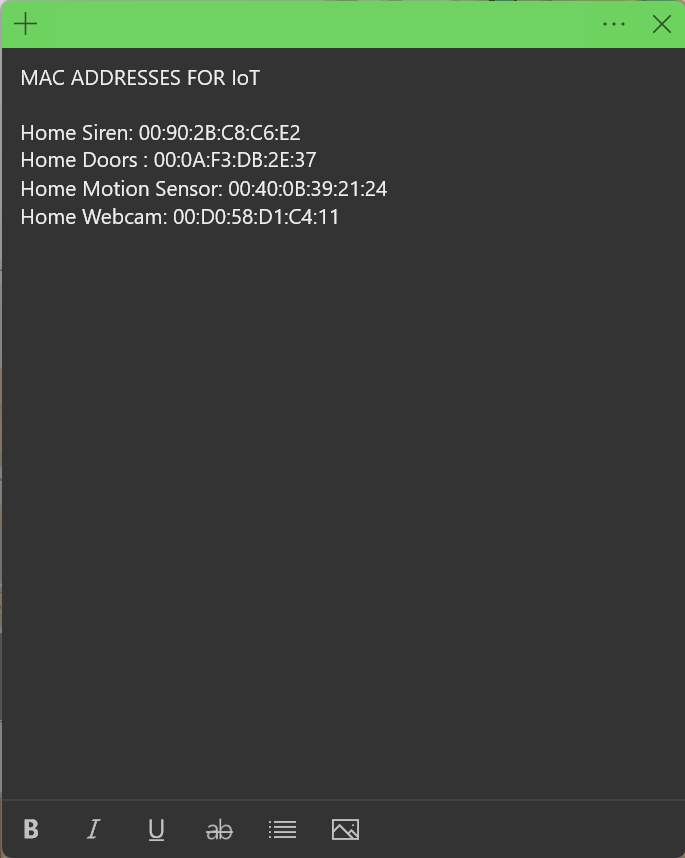 MAC ADDRESSES FOR IoT
Home Siren: 00:90:2B:C8:C6:E2
Home Doors : 00:0A:F3:DB:2E:37
Home Motion Sensor: 00:40:0B:39:21:24
Home Webcam: 00:D0:58:D1:C4:11
B I U ab